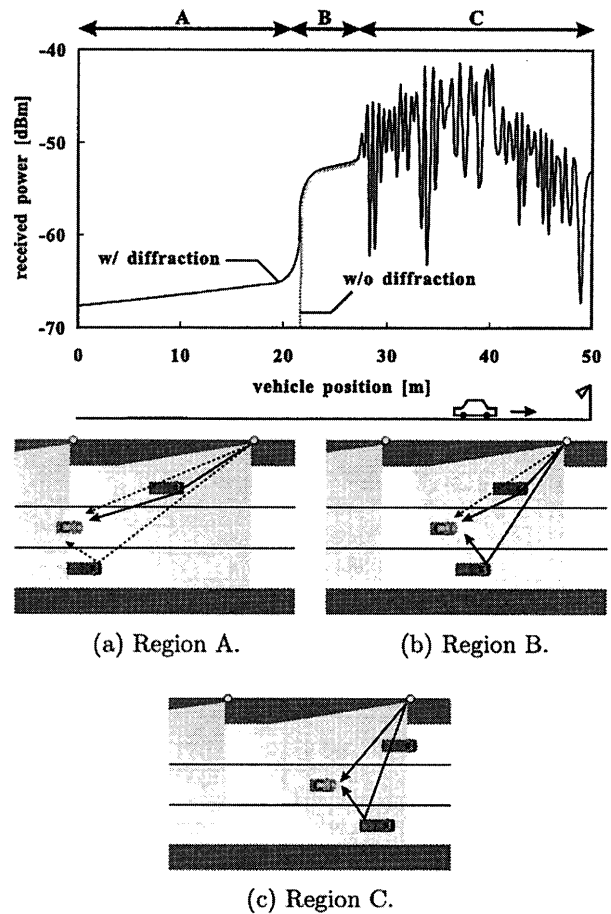 A B C
-40
-50
-60
-70
received power [dBm]
w/ diffraction
w/o diffraction
0 10 20 30 40 50
vehicle position [m]
(a) Region A.
(b) Region B.
(c) Region C.